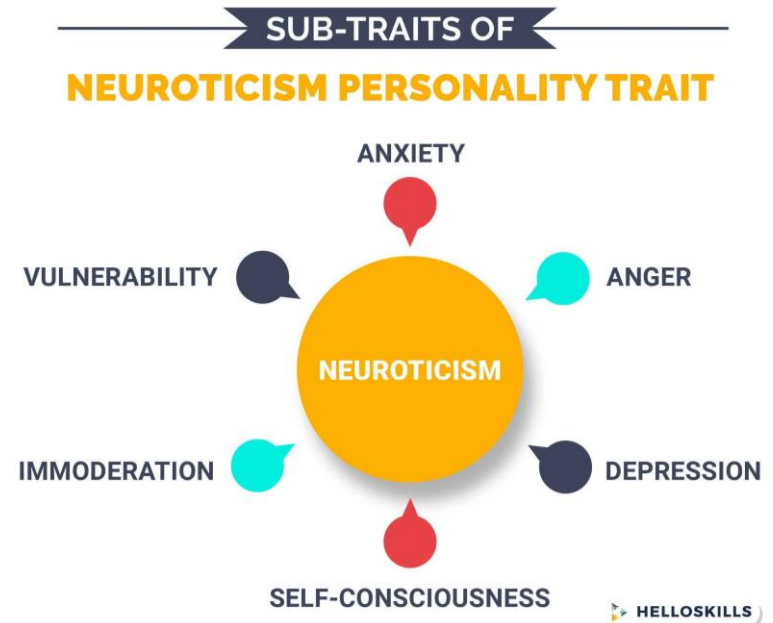 SUB-TRAITS OF
NEUROTICISM PERSONALITY TRAIT
ANXIETY
VULNERABILITY
ANGER
NEUROTICISM
IMMODERATION
DEPRESSION
SELF-CONSCIOUSNESS
HELLOSKILLS